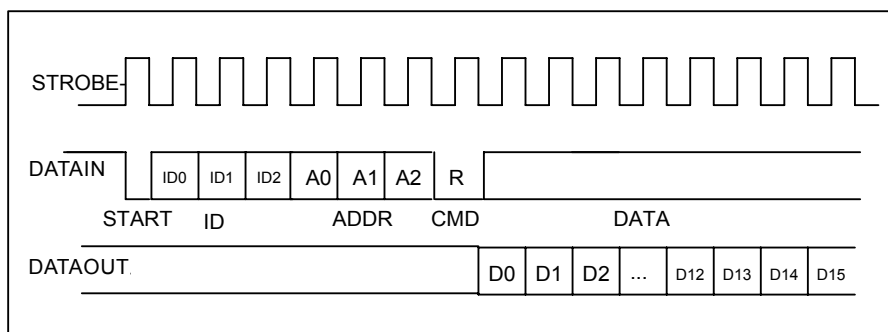 STROBE
DATAIN ID0 ID1 ID2 A0 A1 A2 R
START ID ADDR CMD DATA
DATAOUT. D0 D1 D2 ... D12 D13 D14 D15